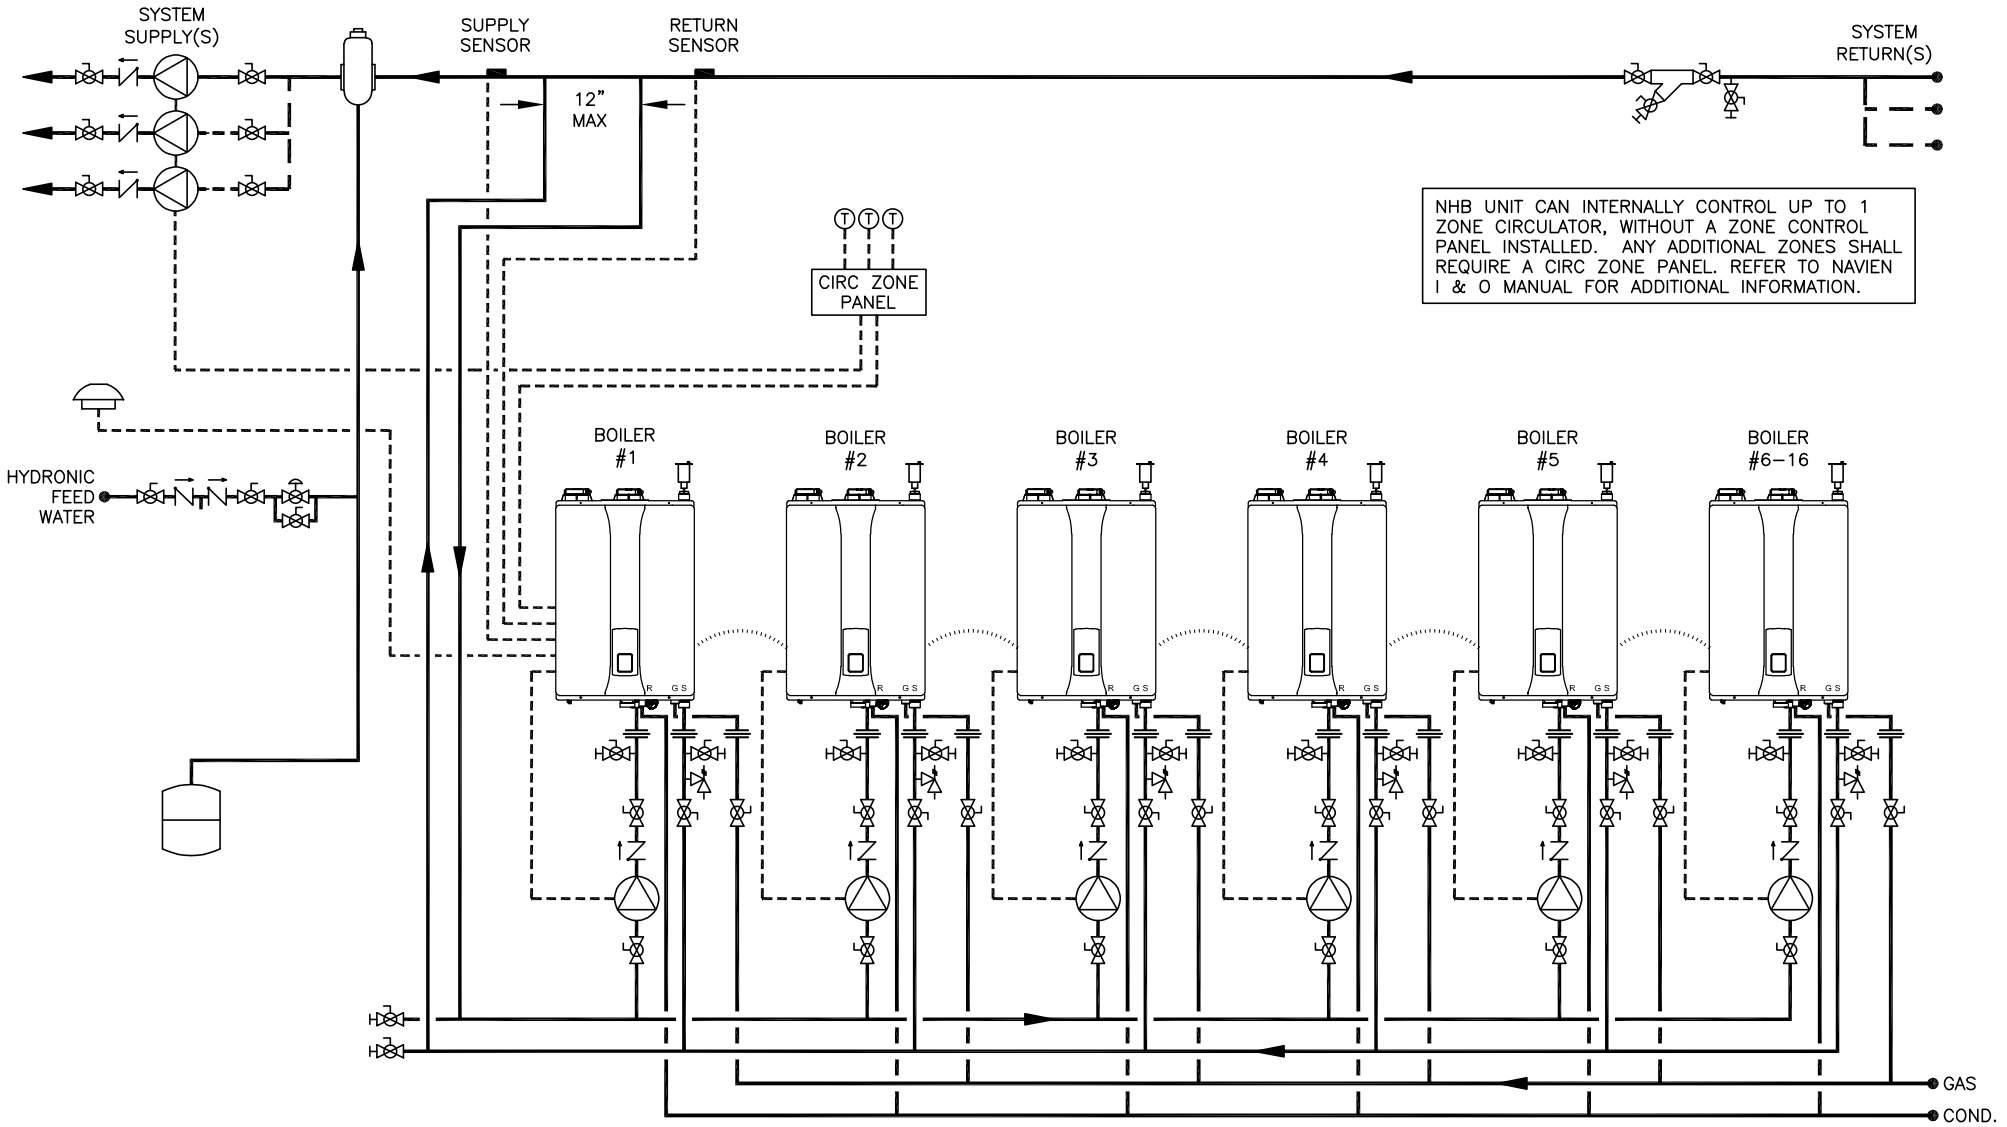 SYSTEM
SUPPLY(S)
SUPPLY
SENSOR
RETURN
SENSOR
SYSTEM
RETURN(S)
12”
MAX
NHB UNIT CAN INTERNALLY CONTROL UP TO 1
ZONE CIRCULATOR, WITHOUT A ZONE CONTROL
PANEL INSTALLED. ANY ADDITIONAL ZONES SHALL
REQUIRE A CIRC ZONE PANEL. REFER TO NAVIEN
I & O MANUAL FOR ADDITIONAL INFORMATION.
T T T
CIRC ZONE
PANEL
HYDRONIC
FEED
WATER
BOILER
#1
BOILER
#2
BOILER
#3
BOILER
#4
BOILER
#5
BOILER
#6-16
R G S
R G S
R G S
R G S
R G S
R G S
GAS
COND.